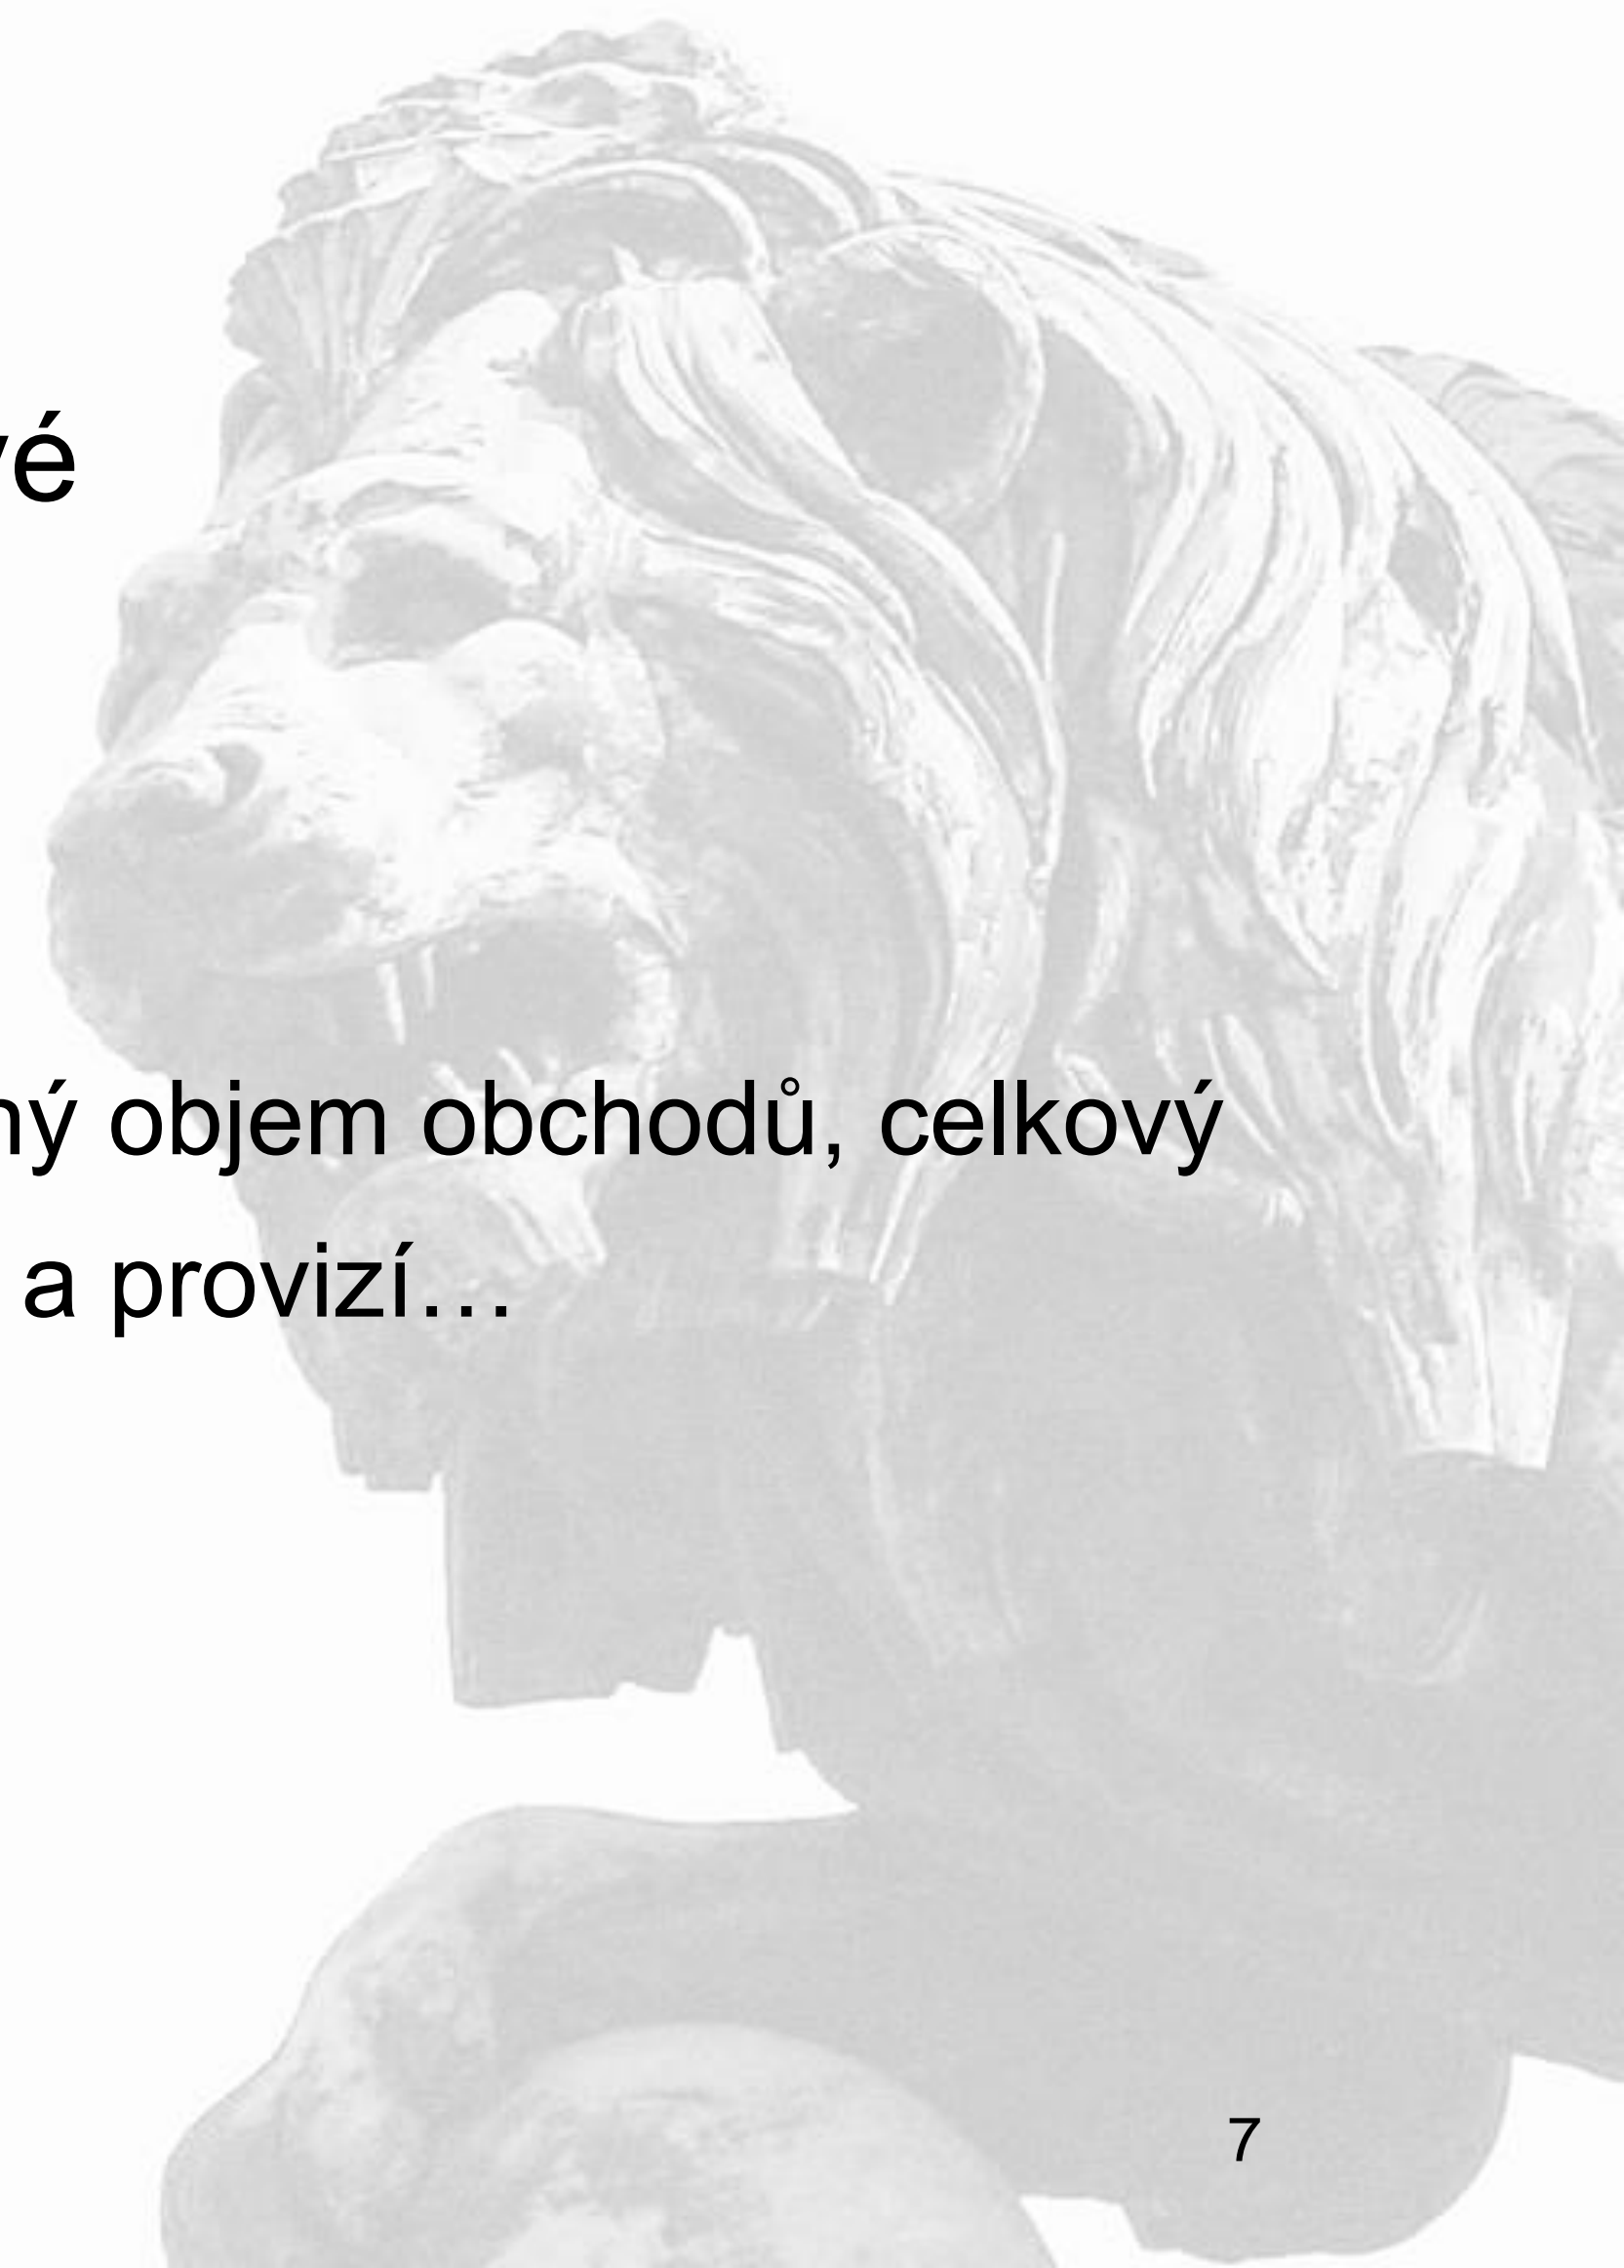 vé
ný objem obchodů, celkový
a provizí…
7